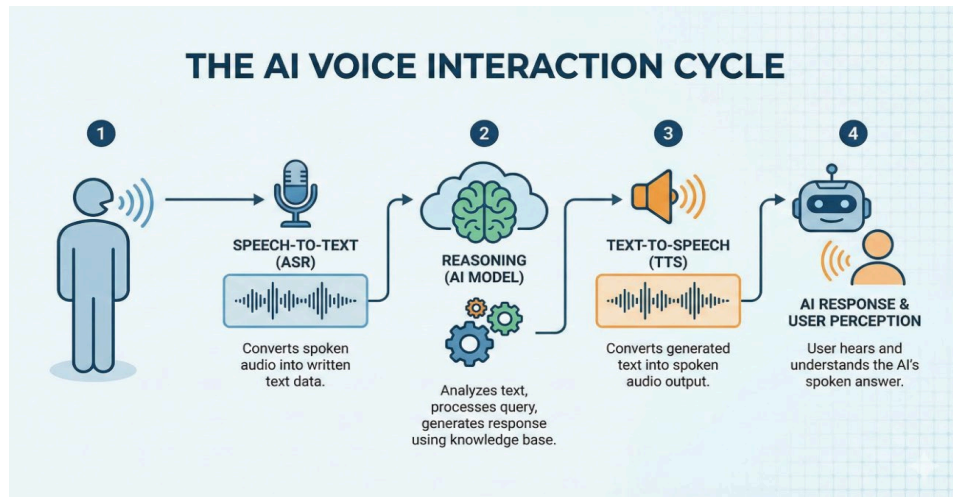 THE AI VOICE INTERACTION CYCLE
1
2
3
4
SPEECH-TO-TEXT
(ASR)
Converts spoken
audio into written
text data.
REASONING
(AI MODEL)
Analyzes text,
processes query,
generates response
using knowledge base.
TEXT-TO-SPEECH
(TTS)
Converts generated
text into spoken
audio output.
AI RESPONSE &
USER PERCEPTION
User hears and
understands the AI's
spoken answer.